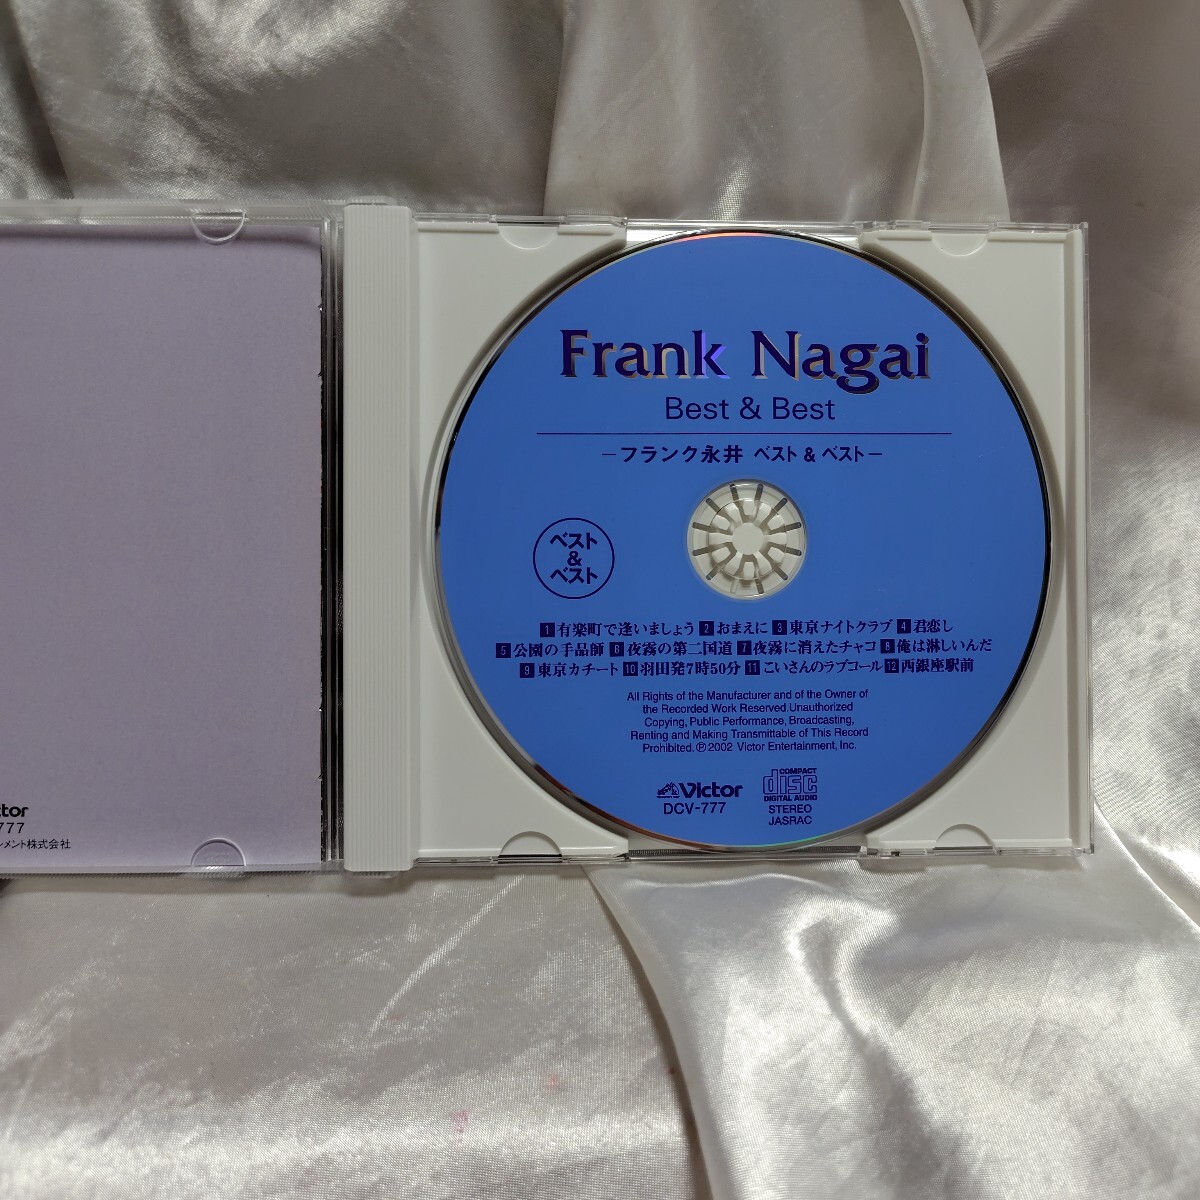 Frank Nagai
Best & Best
−フランク永井 ベスト & ベスト−
ベスト
&
ベスト
1 有楽町で逢いましょう 2 おまえに 3 東京ナイトクラブ 4 君恋し
5 公園の手品師 6 夜霧の第二国道 7 夜霧に消えたチャコ 8 俺は淋しいんだ
9 東京カチート 10 羽田発7時50分 11 こいさんのラブコール 12 西銀座駅前
All Rights of the Manufacturer and of the Owner of
the Recorded Work Reserved.Unauthorized
Copying, Public Performance, Broadcasting,
Renting and Making Transmittable of This Record
Prohibited. Ⓟ2002 Victor Entertainment, Inc.
Victor
DCV-777
COMPACT
disc
DIGITAL AUDIO
STEREO
JASRAC
ctor
777
ンメント株式会社